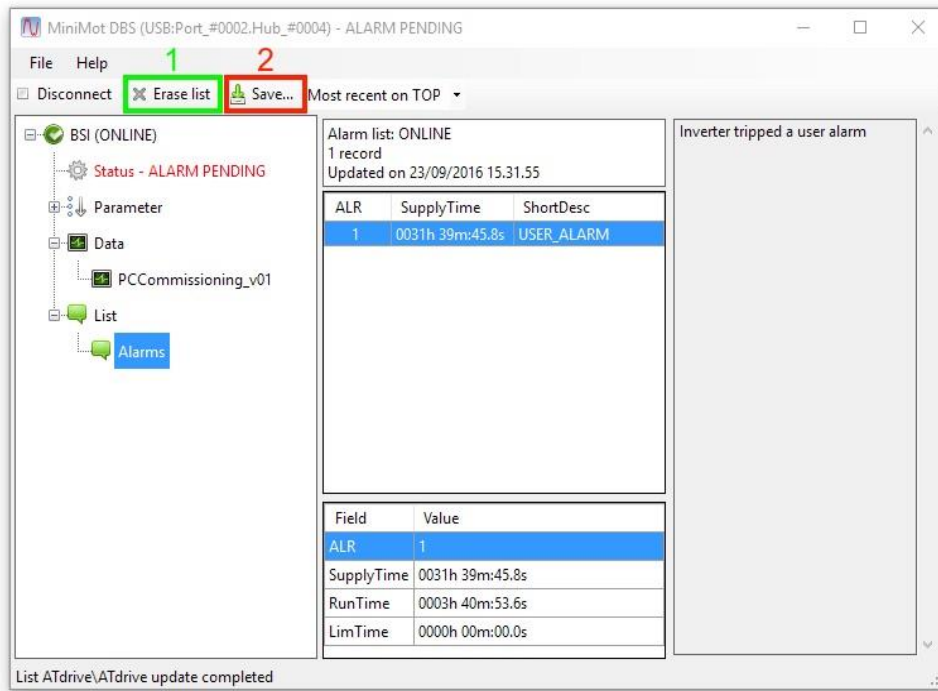 MiniMot DBS (USB:Port_#0002.Hub_#0004) - ALARM PENDING
File Help
1 2
Disconnect Erase list Save... Most recent on TOP
BSI (ONLINE)
Status - ALARM PENDING
Parameter
Data
PCCommissioning_v01
List
Alarms
Alarm list: ONLINE
1 record
Updated on 23/09/2016 15.31.55
ALR SupplyTime ShortDesc
1 0031h 39m:45.8s USER_ALARM
Field Value
ALR 1
SupplyTime 0031h 39m:45.8s
RunTime 0003h 40m:53.6s
LimTime 0000h 00m:00.0s
Inverter tripped a user alarm
List ATdrive\ATdrive update completed